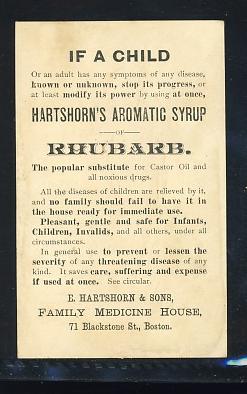 IF A CHILD
Or an adult has any symptoms of any disease,
known or unknown, stop its progress, or
at least modify its power by using at once,
HARTSHORN'S AROMATIC SYRUP
—OF—
RHUBARB.
The popular substitute for Castor Oil and
all noxious drugs.
All the diseases of children are relieved by it,
and no family should fail to have it in
the house ready for immediate use.
Pleasant, gentle and safe for Infants,
Children, Invalids, and all others, under all
circumstances.
In general use to prevent or lessen the
severity of any threatening disease of any
kind. It saves care, suffering and expense
if used at once. See circular.
E. HARTSHORN & SONS,
FAMILY MEDICINE HOUSE,
71 Blackstone St., Boston.